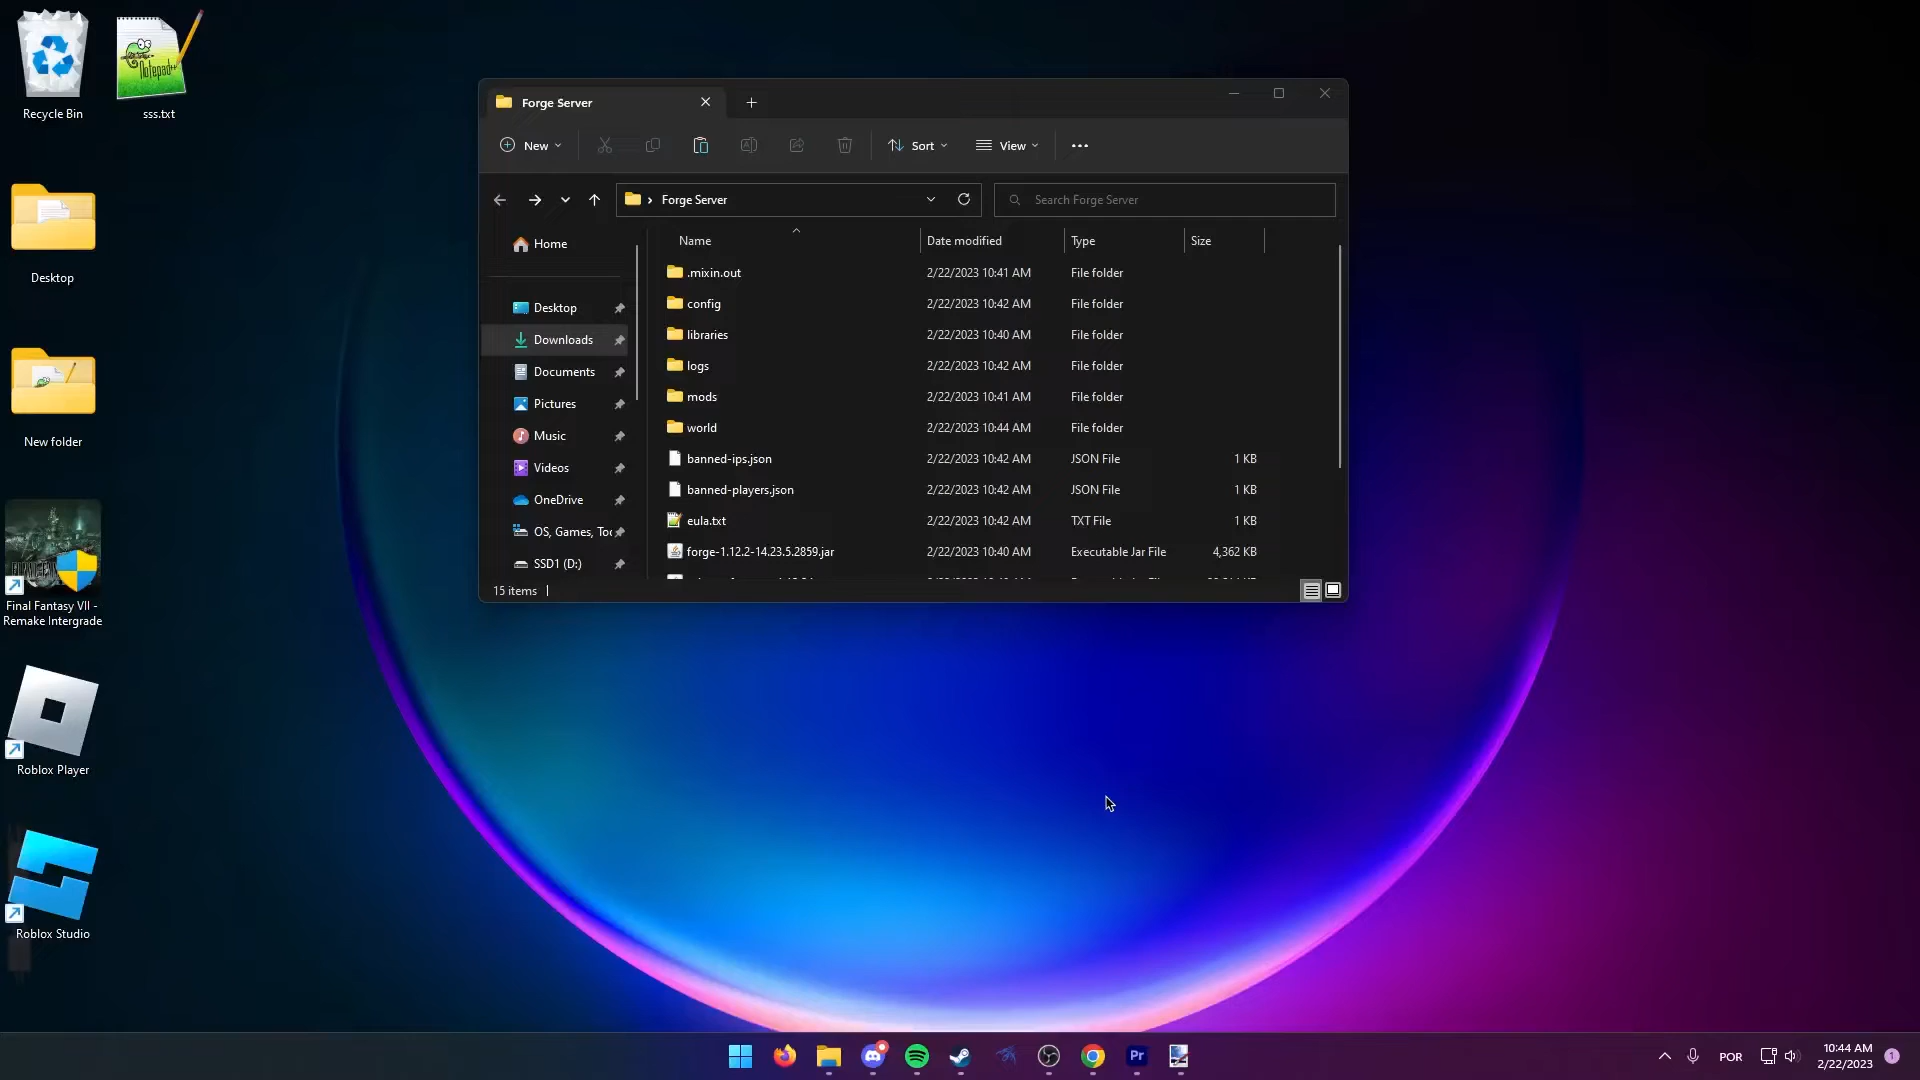 Recycle Bin
sss.txt
Notepad++
Desktop
New folder
Final Fantasy VII -
Remake Intergrade
Roblox Player
Roblox Studio
Forge Server
New
Sort
View
Forge Server
Search Forge Server
Home
Desktop
Downloads
Documents
Pictures
Music
Videos
OneDrive
OS, Games, Toc
SSD1 (D:)
Name Date modified Type Size
.mixin.out 2/22/2023 10:41 AM File folder
config 2/22/2023 10:42 AM File folder
libraries 2/22/2023 10:40 AM File folder
logs 2/22/2023 10:42 AM File folder
mods 2/22/2023 10:41 AM File folder
world 2/22/2023 10:44 AM File folder
banned-ips.json 2/22/2023 10:42 AM JSON File 1 KB
banned-players.json 2/22/2023 10:42 AM JSON File 1 KB
eula.txt 2/22/2023 10:42 AM TXT File 1 KB
forge-1.12.2-14.23.5.2859.jar 2/22/2023 10:40 AM Executable Jar File 4,362 KB
15 items
Pr
POR
10:44 AM
2/22/2023
1